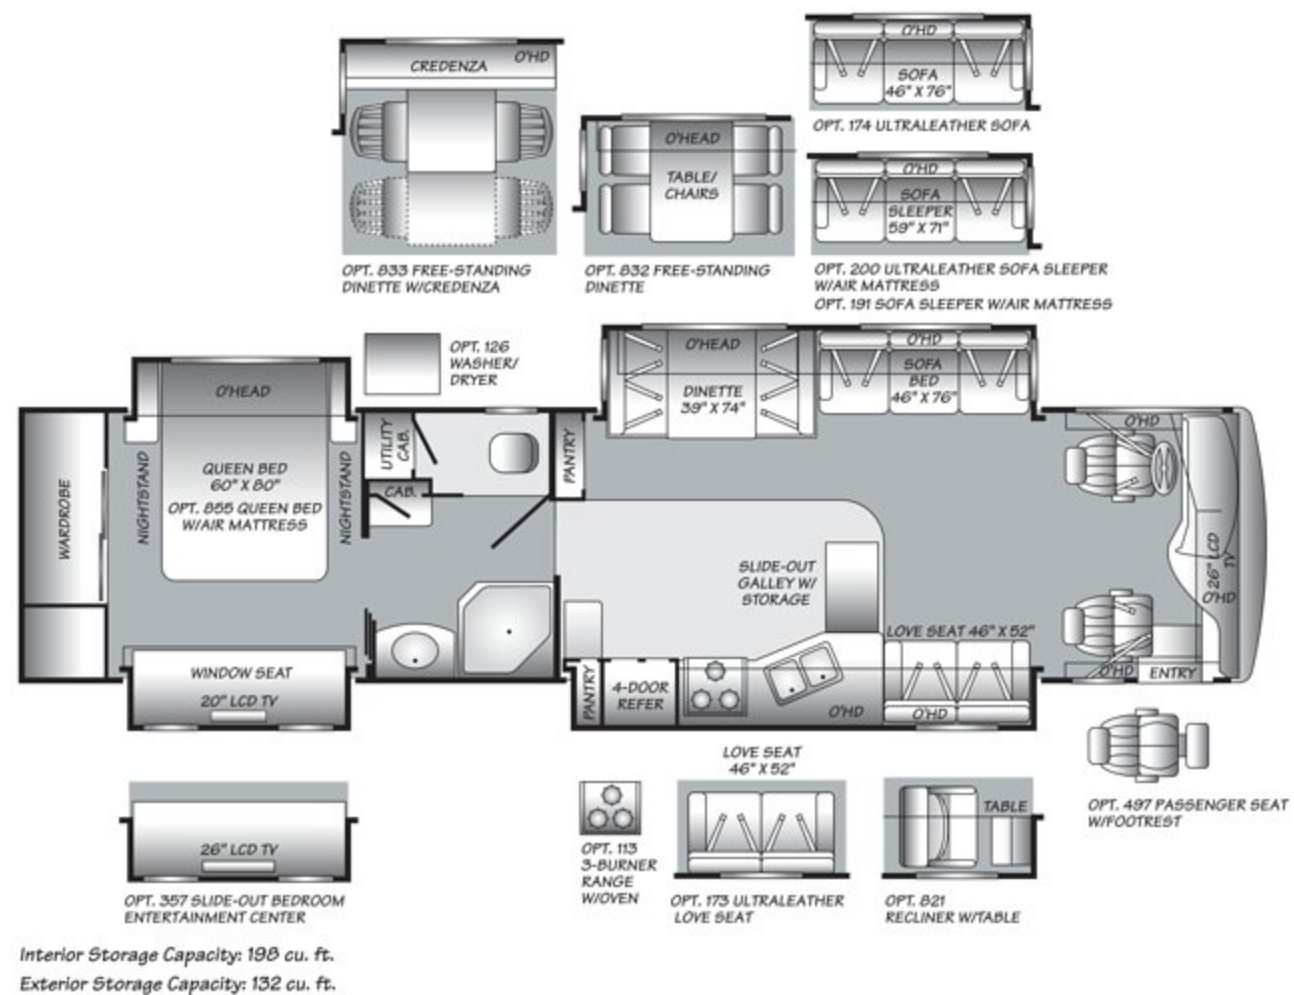 CREDENZA
O'HD
OPT. 833 FREE-STANDING
DINETTE W/CREDENZA
O'HEAD
TABLE/
CHAIRS
OPT. 832 FREE-STANDING
DINETTE
O'HD
SOFA
46" X 76"
OPT. 174 ULTRALEATHER SOFA
O'HD
SOFA
SLEEPER
59" X 71"
OPT. 200 ULTRALEATHER SOFA SLEEPER
W/AIR MATTRESS
OPT. 191 SOFA SLEEPER W/AIR MATTRESS
OPT. 126
WASHER/
DRYER
WARDROBE
NIGHTSTAND
O'HEAD
QUEEN BED
60" X 80"
OPT. 855 QUEEN BED
W/AIR MATTRESS
NIGHTSTAND
WINDOW SEAT
20" LCD TV
UTILITY
CAB.
CAB.
PANTRY
O'HEAD
DINETTE
39" X 74"
O'HD
SOFA
BED
46" X 76"
O'HD
SLIDE-OUT
GALLEY W/
STORAGE
26" LCD
TV
O'HD
LOVE SEAT 46" X 52"
O'HD
PANTRY
4-DOOR
REFER
O'HD
O'HD
ENTRY
26" LCD TV
OPT. 357 SLIDE-OUT BEDROOM
ENTERTAINMENT CENTER
OPT. 113
3-BURNER
RANGE
W/OVEN
LOVE SEAT
46" X 52"
OPT. 173 ULTRALEATHER
LOVE SEAT
TABLE
OPT. 821
RECLINER W/TABLE
OPT. 497 PASSENGER SEAT
W/FOOTREST
Interior Storage Capacity: 198 cu. ft.
Exterior Storage Capacity: 132 cu. ft.